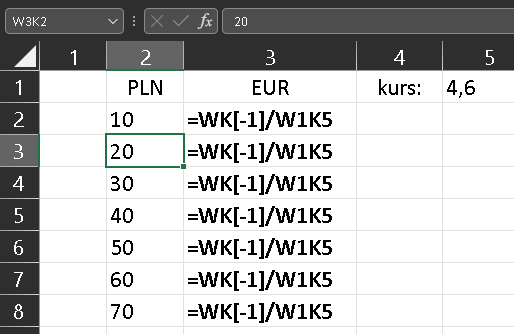 W3K2 fx 20
1 2 3 4 5
1 PLN EUR kurs: 4,6
2 10 =WK[-1]/W1K5
3 20 =WK[-1]/W1K5
4 30 =WK[-1]/W1K5
5 40 =WK[-1]/W1K5
6 50 =WK[-1]/W1K5
7 60 =WK[-1]/W1K5
8 70 =WK[-1]/W1K5